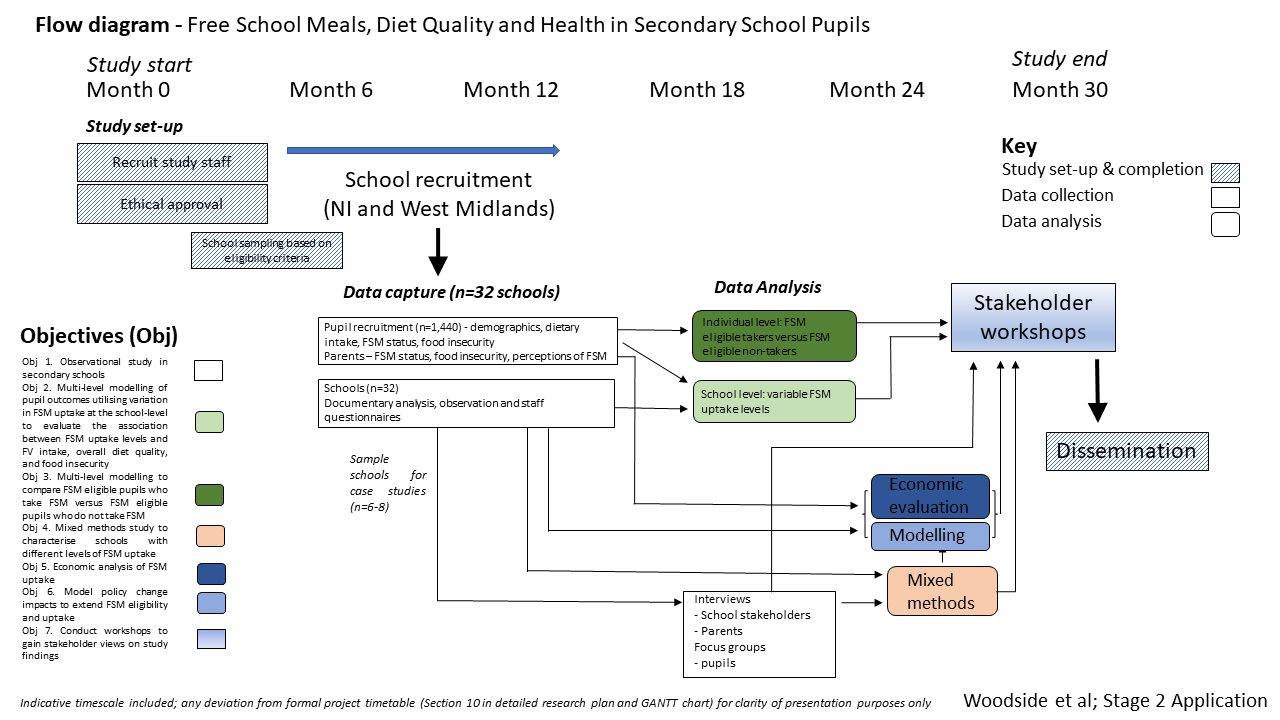 Flow diagram - Free School Meals, Diet Quality and Health in Secondary School Pupils
Study start
Study end
Month 0
Month 6
Month 12
Month 18
Month 24
Month 30
Study set-up
Recruit study staff
Ethical approval
School sampling based on
eligibility criteria
School recruitment
(NI and West Midlands)
Key
Study set-up & completion
Data collection
Data analysis
Data capture (n=32 schools)
Pupil recruitment (n=1,440) - demographics, dietary
intake, FSM status, food insecurity
Parents – FSM status, food insecurity, perceptions of FSM
Schools (n=32)
Documentary analysis, observation and staff
questionnaires
Data Analysis
Individual level: FSM
eligible takers versus FSM
eligible non-takers
School level: variable FSM
uptake levels
Stakeholder
workshops
Dissemination
Sample
schools for
case studies
(n=6-8)
Economic
evaluation
Modelling
Mixed
methods
Interviews
- School stakeholders
- Parents
Focus groups
- pupils
Objectives (Obj)
Obj 1. Observational study in
secondary schools
Obj 2. Multi-level modelling of
pupil outcomes utilising variation
in FSM uptake at the school-level
to evaluate the association
between FSM uptake levels and
FV intake, overall diet quality,
and food insecurity
Obj 3. Multi-level modelling to
compare FSM eligible pupils who
take FSM versus FSM eligible
pupils who do not take FSM
Obj 4. Mixed methods study to
characterise schools with
different levels of FSM uptake
Obj 5. Economic analysis of FSM
uptake
Obj 6. Model policy change
impacts to extend FSM eligibility
and uptake
Obj 7. Conduct workshops to
gain stakeholder views on study
findings
Indicative timescale included; any deviation from formal project timetable (Section 10 in detailed research plan and GANTT chart) for clarity of presentation purposes only
Woodside et al; Stage 2 Application